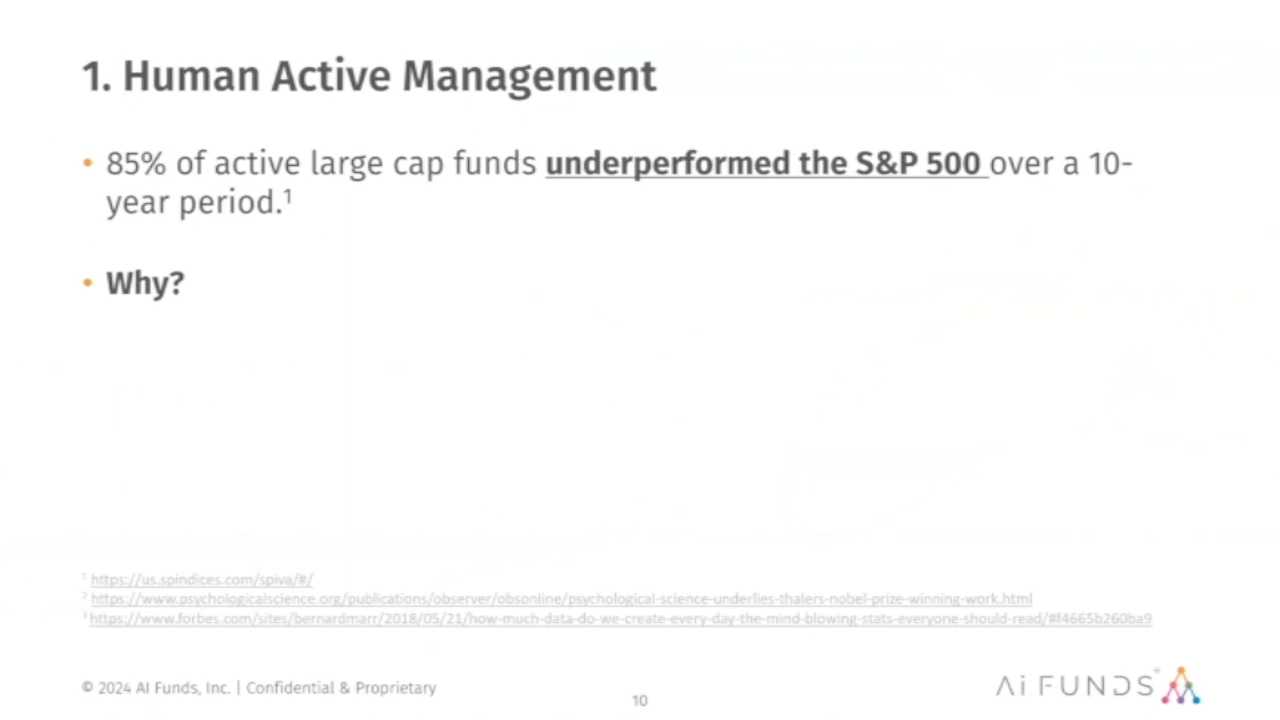 1. Human Active Management
• 85% of active large cap funds underperformed the S&P 500 over a 10-
year period.¹
• Why?
¹ https://us.spindices.com/spiva/#/
² https://www.psychologicalscience.org/publications/observer/obsonline/psychological-science-underlies-thalers-nobel-prize-winning-work.html
³ https://www.forbes.com/sites/bernardmarr/2018/05/21/how-much-data-do-we-create-every-day-the-mind-blowing-stats-everyone-should-read/#f4665b260ba9
© 2024 AI Funds, Inc. | Confidential & Proprietary
10
Ai FUNDS®